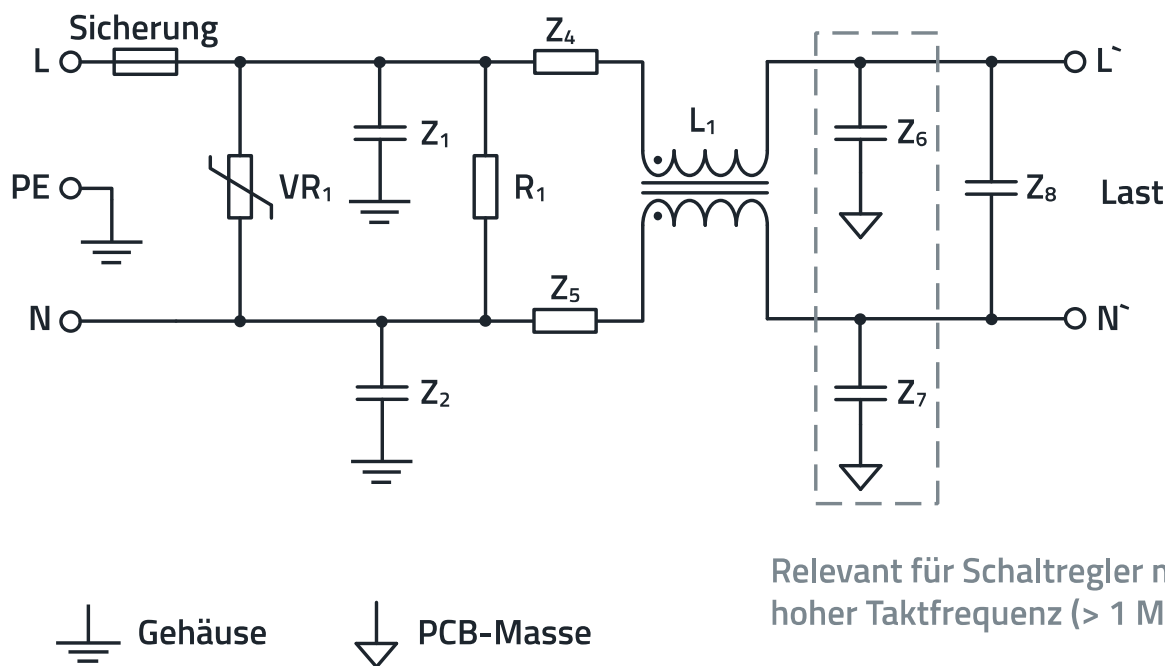 Sicherung
L
Z₄
L`
Z₁
L₁
Z₆
PE
VR₁
R₁
Z₈
Last
Z₅
N
N`
Z₂
Z₇
Relevant für Schaltregler
hoher Taktfrequenz (> 1
Gehäuse
PCB-Masse